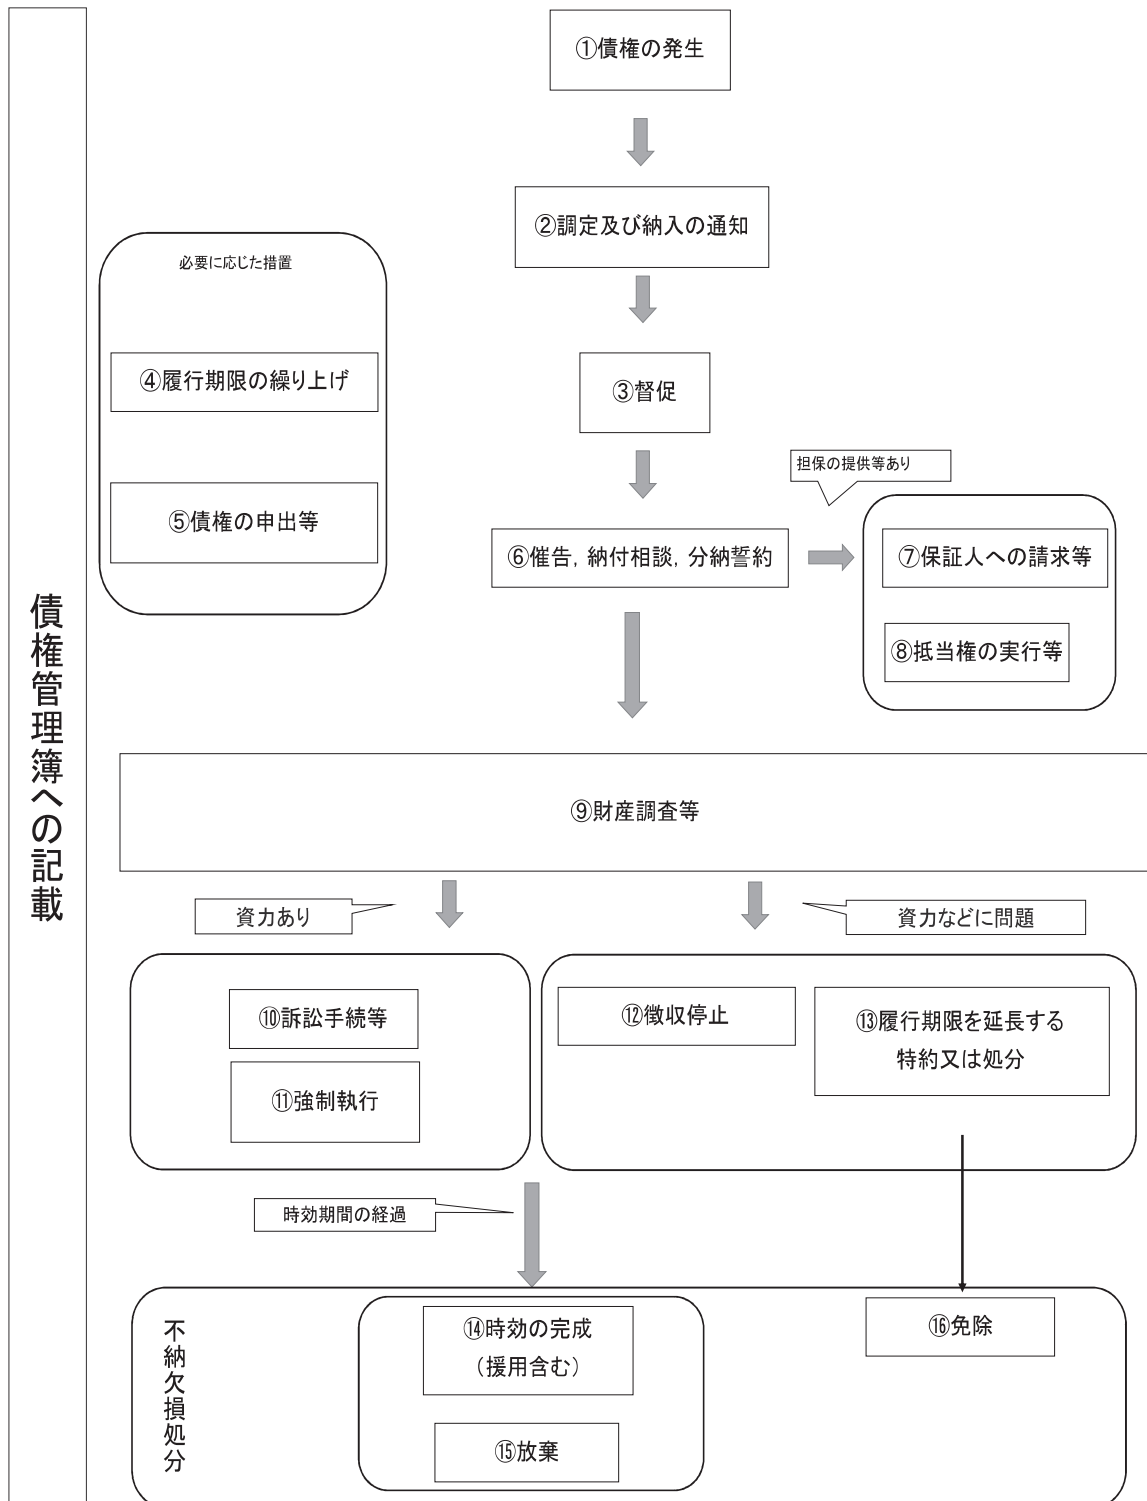 債権管理簿への記載
①債権の発生
②調定及び納入の通知
必要に応じた措置
④履行期限の繰り上げ
⑤債権の申出等
③督促
担保の提供等あり
⑥催告，納付相談，分納誓約
⑦保証人への請求等
⑧抵当権の実行等
⑨財産調査等
資力あり
資力などに問題
⑩訴訟手続等
⑪強制執行
⑫徴収停止
⑬履行期限を延長する
特約又は処分
時効期間の経過
不納欠損処分
⑭時効の完成
（援用含む）
⑮放棄
⑯免除